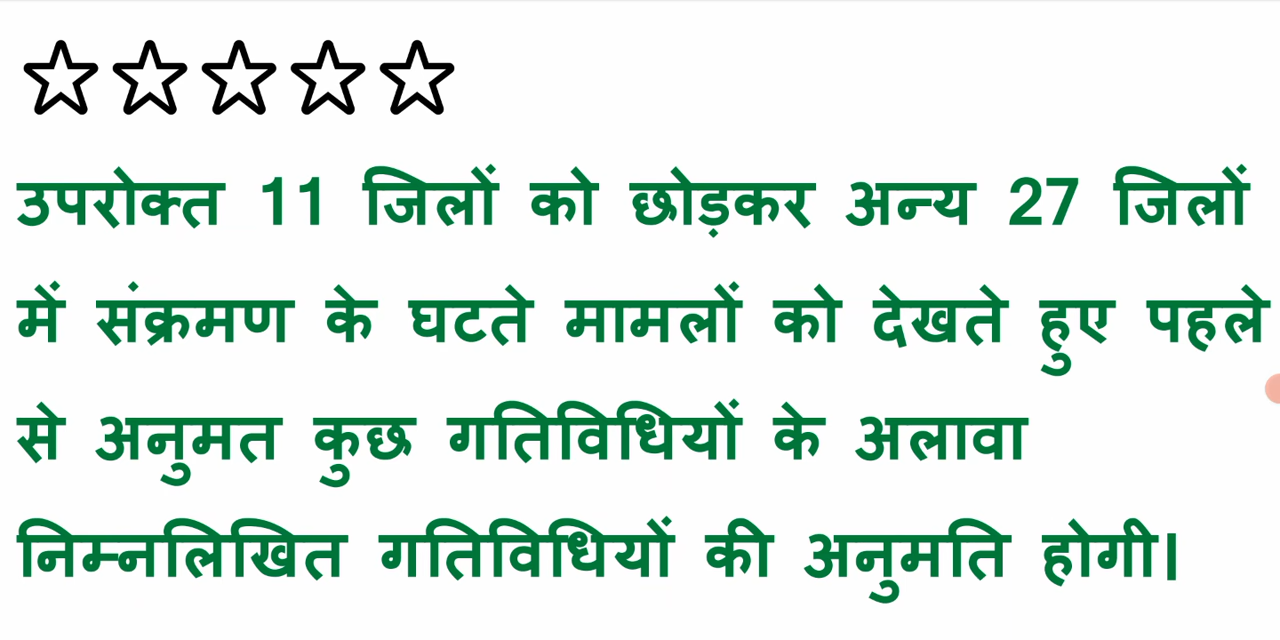 उपरोक्त 11 जिलों को छोड़कर अन्य 27 जिलों
में संक्रमण के घटते मामलों को देखते हुए पहले
से अनुमत कुछ गतिविधियों के अलावा
निम्नलिखित गतिविधियों की अनुमति होगी।